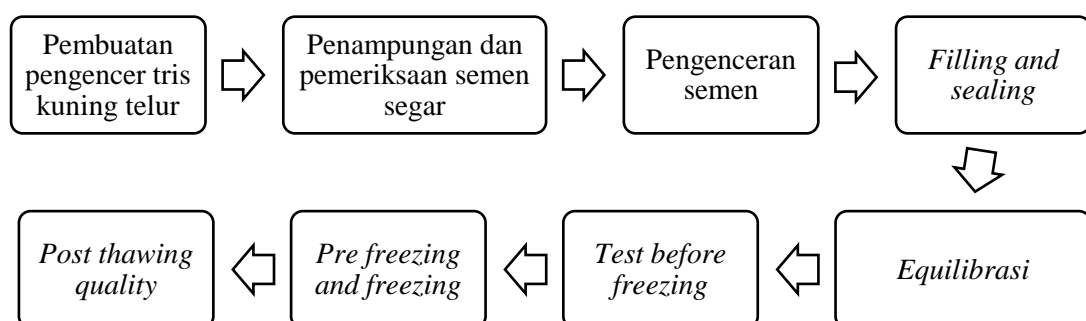 Pembuatan
pengencer tris
kuning telur
Penampungan dan
pemeriksaan semen
segar
Pengenceran
semen
Filling and
sealing
Equilibrasi
Test before
freezing
Pre freezing
and freezing
Post thawing
quality